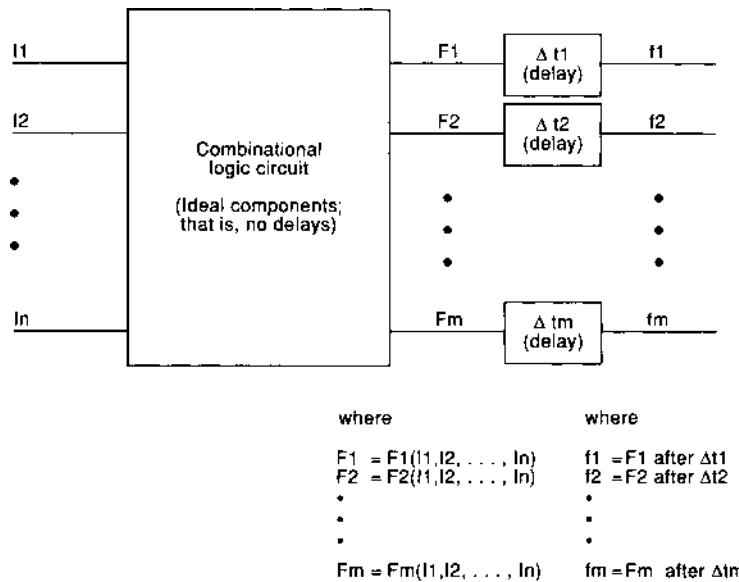 I1
F1
Δ t1
(delay)
f1
I2
F2
Δ t2
(delay)
f2
Combinational
logic circuit
(Ideal components;
that is, no delays)
In
Fm
Δ tm
(delay)
fm
where
where
F1 = F1(I1,I2, . . . , In)
f1 =F1 after Δt1
F2 = F2(I1,I2, . . . , In)
f2 =F2 after Δt2
Fm = Fm(I1,I2, . . . , In)
fm =Fm after Δtm